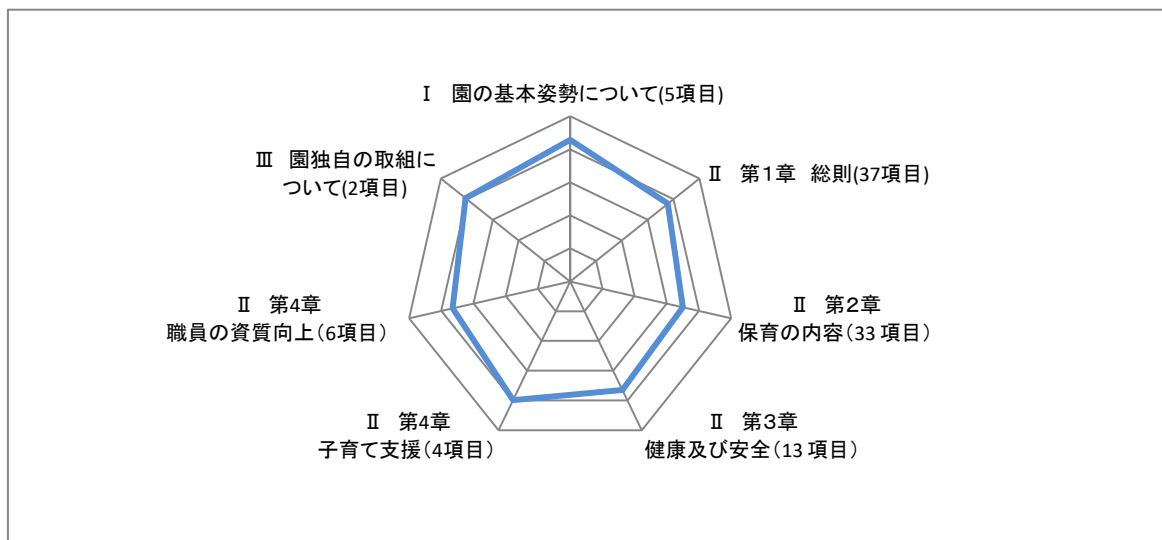 Ⅰ　園の基本姿勢について(5項目)
Ⅱ　第1章　総則(37項目)
Ⅱ　第2章
保育の内容(33 項目)
Ⅱ　第3章
健康及び安全(13 項目)
Ⅱ　第4章
子育て支援(4項目)
Ⅱ　第4章
職員の資質向上(6項目)
Ⅲ　園独自の取組に
ついて(2項目)